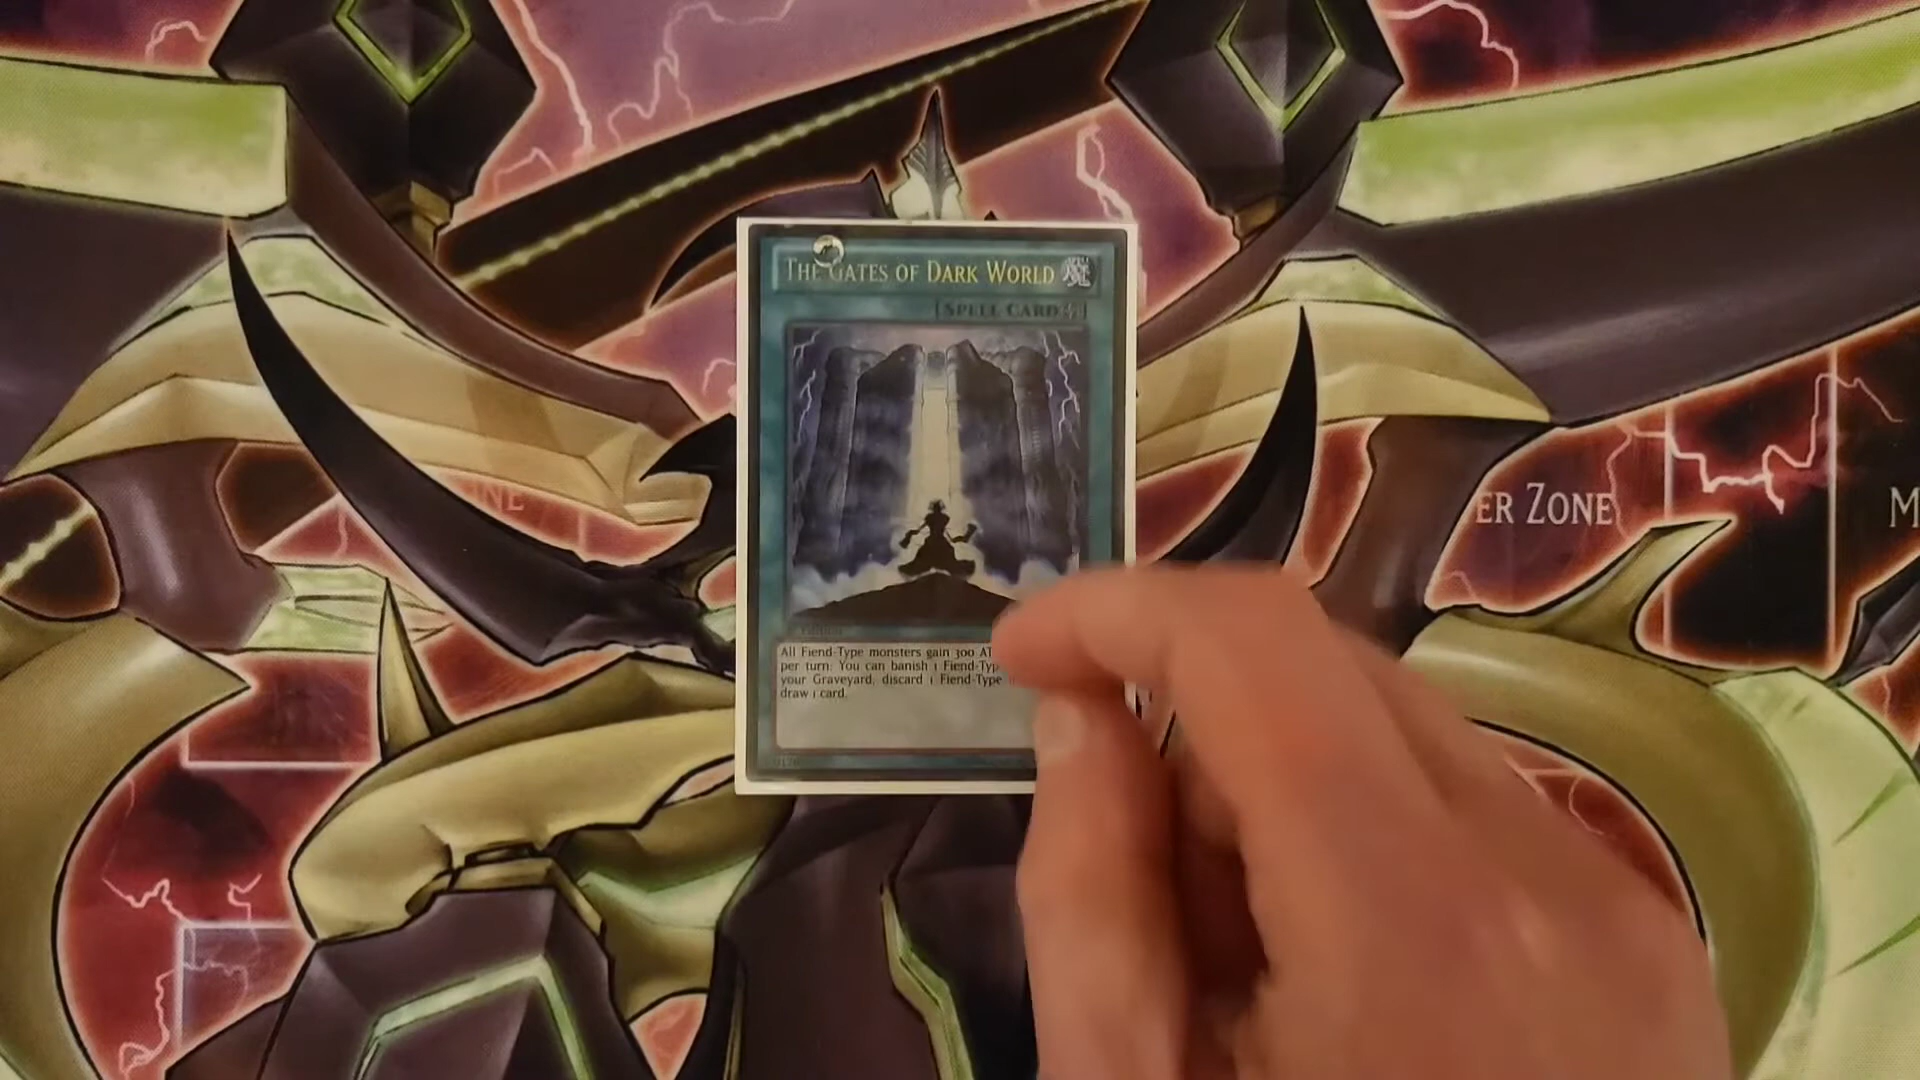 THE GATES OF DARK WORLD
[SPELL CARD
All Fiend-Type monsters gain 300 AT
per turn: You can banish 1 Fiend-Typ
your Graveyard, discard 1 Fiend-Type
draw 1 card.
ER ZONE
M
NE